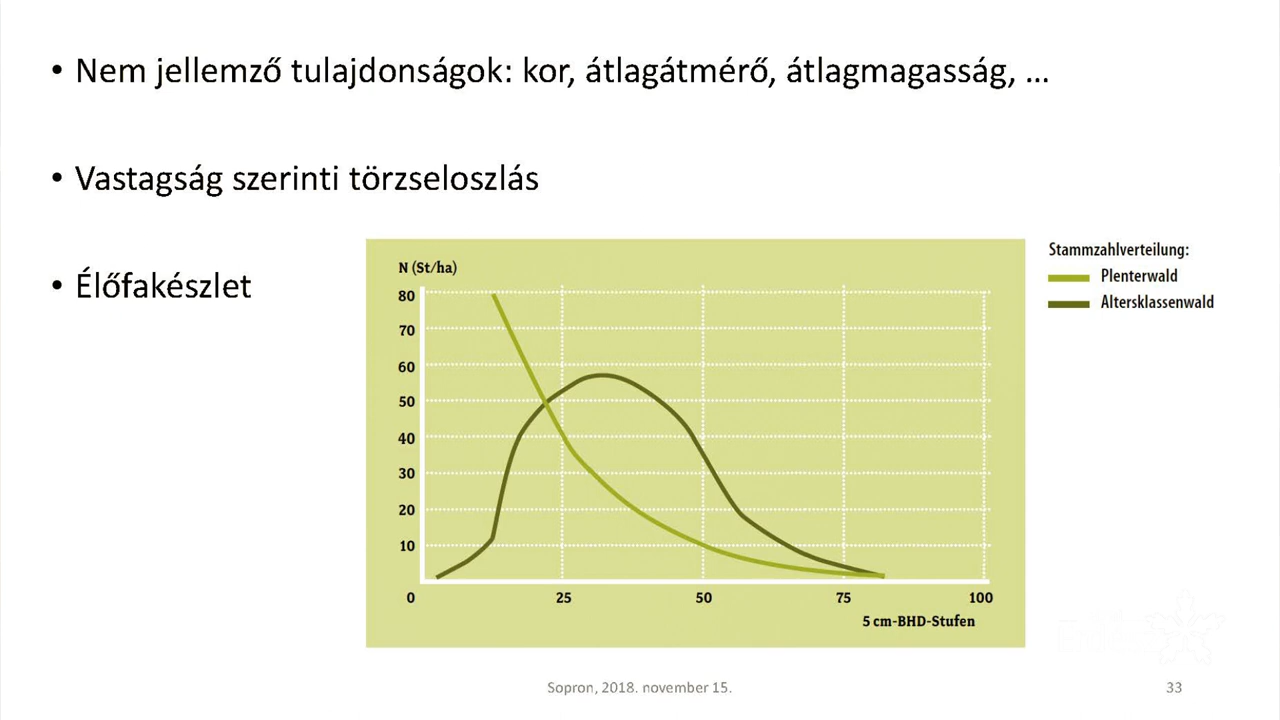 • Nem jellemző tulajdonságok: kor, átlagátmérő, átlagmagasság, ...
• Vastagság szerinti törzseloszlás
• Élőfakészlet
N (St/ha)
80
70
60
50
40
30
20
10
0 25 50 75 100
5 cm-BHD-Stufen
Stammzahlverteilung:
Plenterwald
Altersklassenwald
Sopron, 2018. november 15.
33